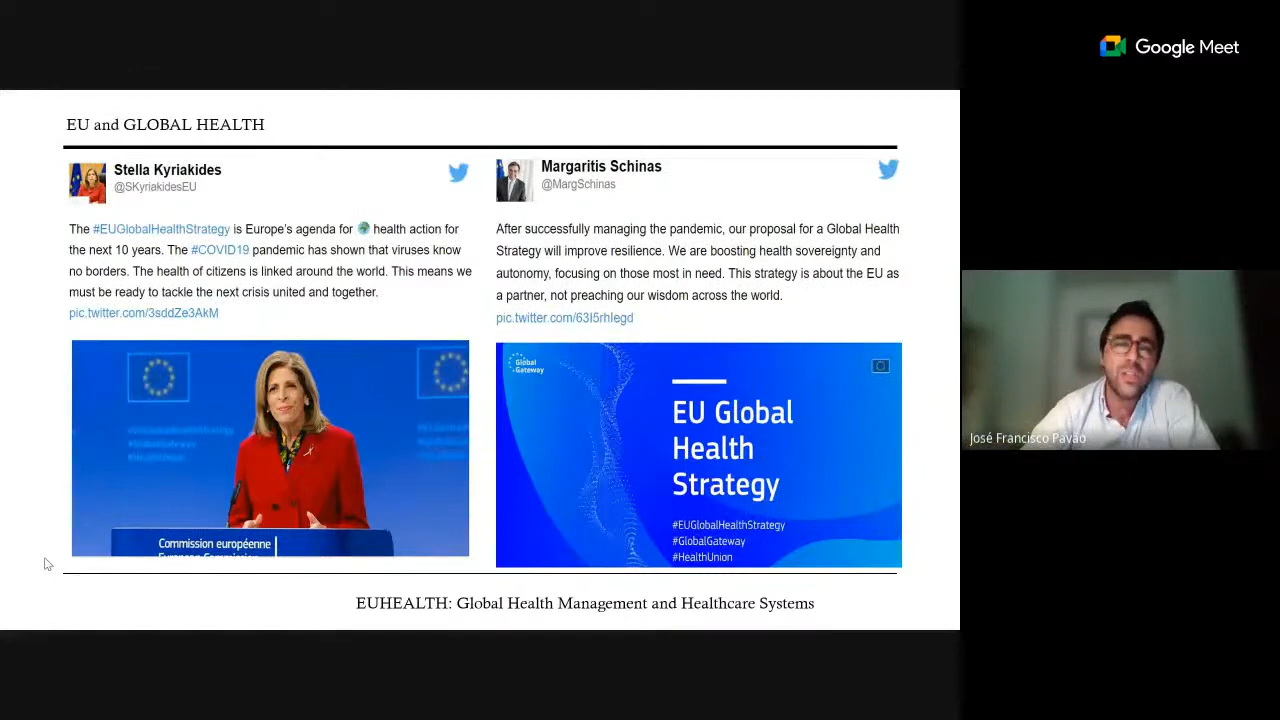 Google Meet
EU and GLOBAL HEALTH
Stella Kyriakides
@SKyriakidesEU
The #EUGlobalHealthStrategy is Europe's agenda for health action for
the next 10 years. The #COVID19 pandemic has shown that viruses know
no borders. The health of citizens is linked around the world. This means we
must be ready to tackle the next crisis united and together.
pic.twitter.com/3sddZe3AkM
Commission européenne
European Commission
Margaritis Schinas
@MargSchinas
After successfully managing the pandemic, our proposal for a Global Health
Strategy will improve resilience. We are boosting health sovereignty and
autonomy, focusing on those most in need. This strategy is about the EU as
a partner, not preaching our wisdom across the world.
pic.twitter.com/63I5rhlegd
Global
Gateway
EU Global
Health
Strategy
#EUGlobalHealthStrategy
#GlobalGateway
#HealthUnion
José Francisco Pavão
EUHEALTH: Global Health Management and Healthcare Systems